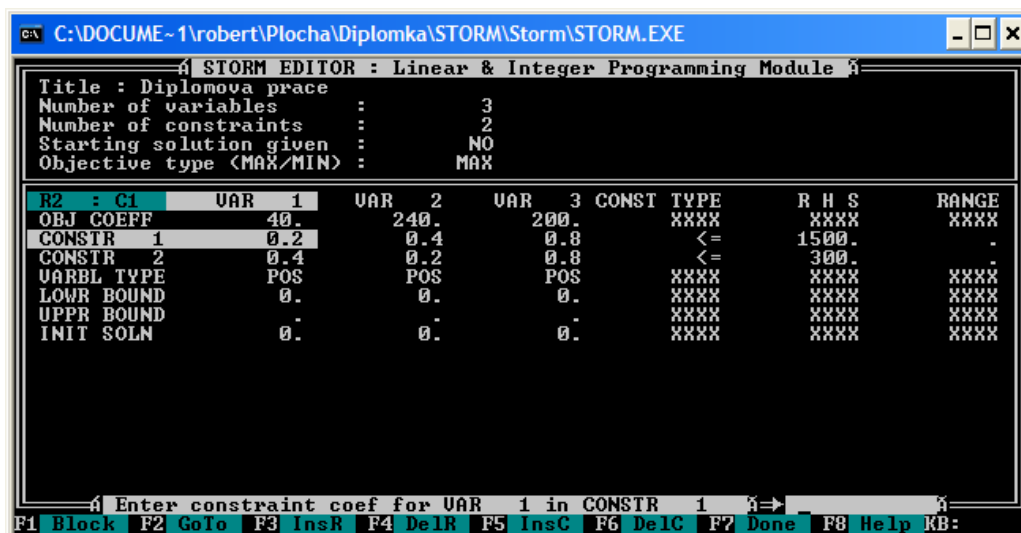 C:\DOCUME~1\robert\Plocha\Diplomka\STORM\Storm\STORM.EXE
STORM EDITOR : Linear & Integer Programming Module
Title : Diplomova prace
Number of variables : 3
Number of constraints : 2
Starting solution given : NO
Objective type (MAX/MIN) : MAX
R2 : C1 VAR 1 VAR 2 VAR 3 CONST TYPE R H S RANGE
OBJ COEFF 40. 240. 200. XXXX XXXX XXXX
CONSTR 1 0.2 0.4 0.8 <= 1500. .
CONSTR 2 0.4 0.2 0.8 <= 300. .
VARBL TYPE POS POS POS XXXX XXXX XXXX
LOWR BOUND 0. 0. 0. XXXX XXXX XXXX
UPPR BOUND . . . XXXX XXXX XXXX
INIT SOLN 0. 0. 0. XXXX XXXX XXXX
Enter constraint coef for VAR 1 in CONSTR 1 _
F1 Block F2 GoTo F3 InsR F4 DelR F5 InsC F6 DelC F7 Done F8 Help KB: